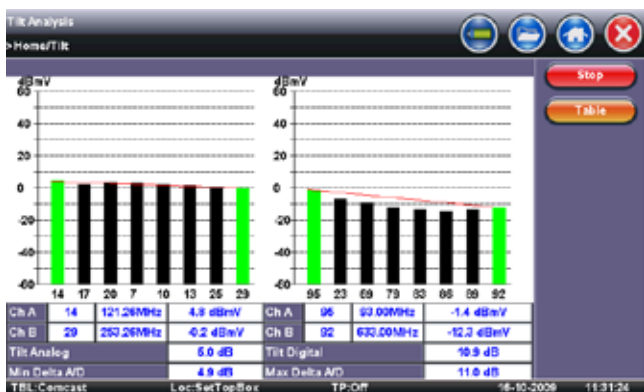 Tilt Analysis
>Home/Tilt
Stop
Table
dBmV
60
40
20
0
-20
-40
-60
14 17 20 7 10 13 25 29
dBmV
60
40
20
0
-20
-40
-60
95 23 69 79 83 86 89 92
Ch A 14 121.26MHz 4.8 dBmV Ch A 95 93.00MHz -1.4 dBmV
Ch B 29 253.26MHz -0.2 dBmV Ch B 92 633.00MHz -12.3 dBmV
Tilt Analog 5.0 dB Tilt Digital 10.9 dB
Min Delta A/D 4.9 dB Max Delta A/D 11.0 dB
TBL:Comcast Loc:SetTopBox TP:Off 16-10-2009 11:31:24